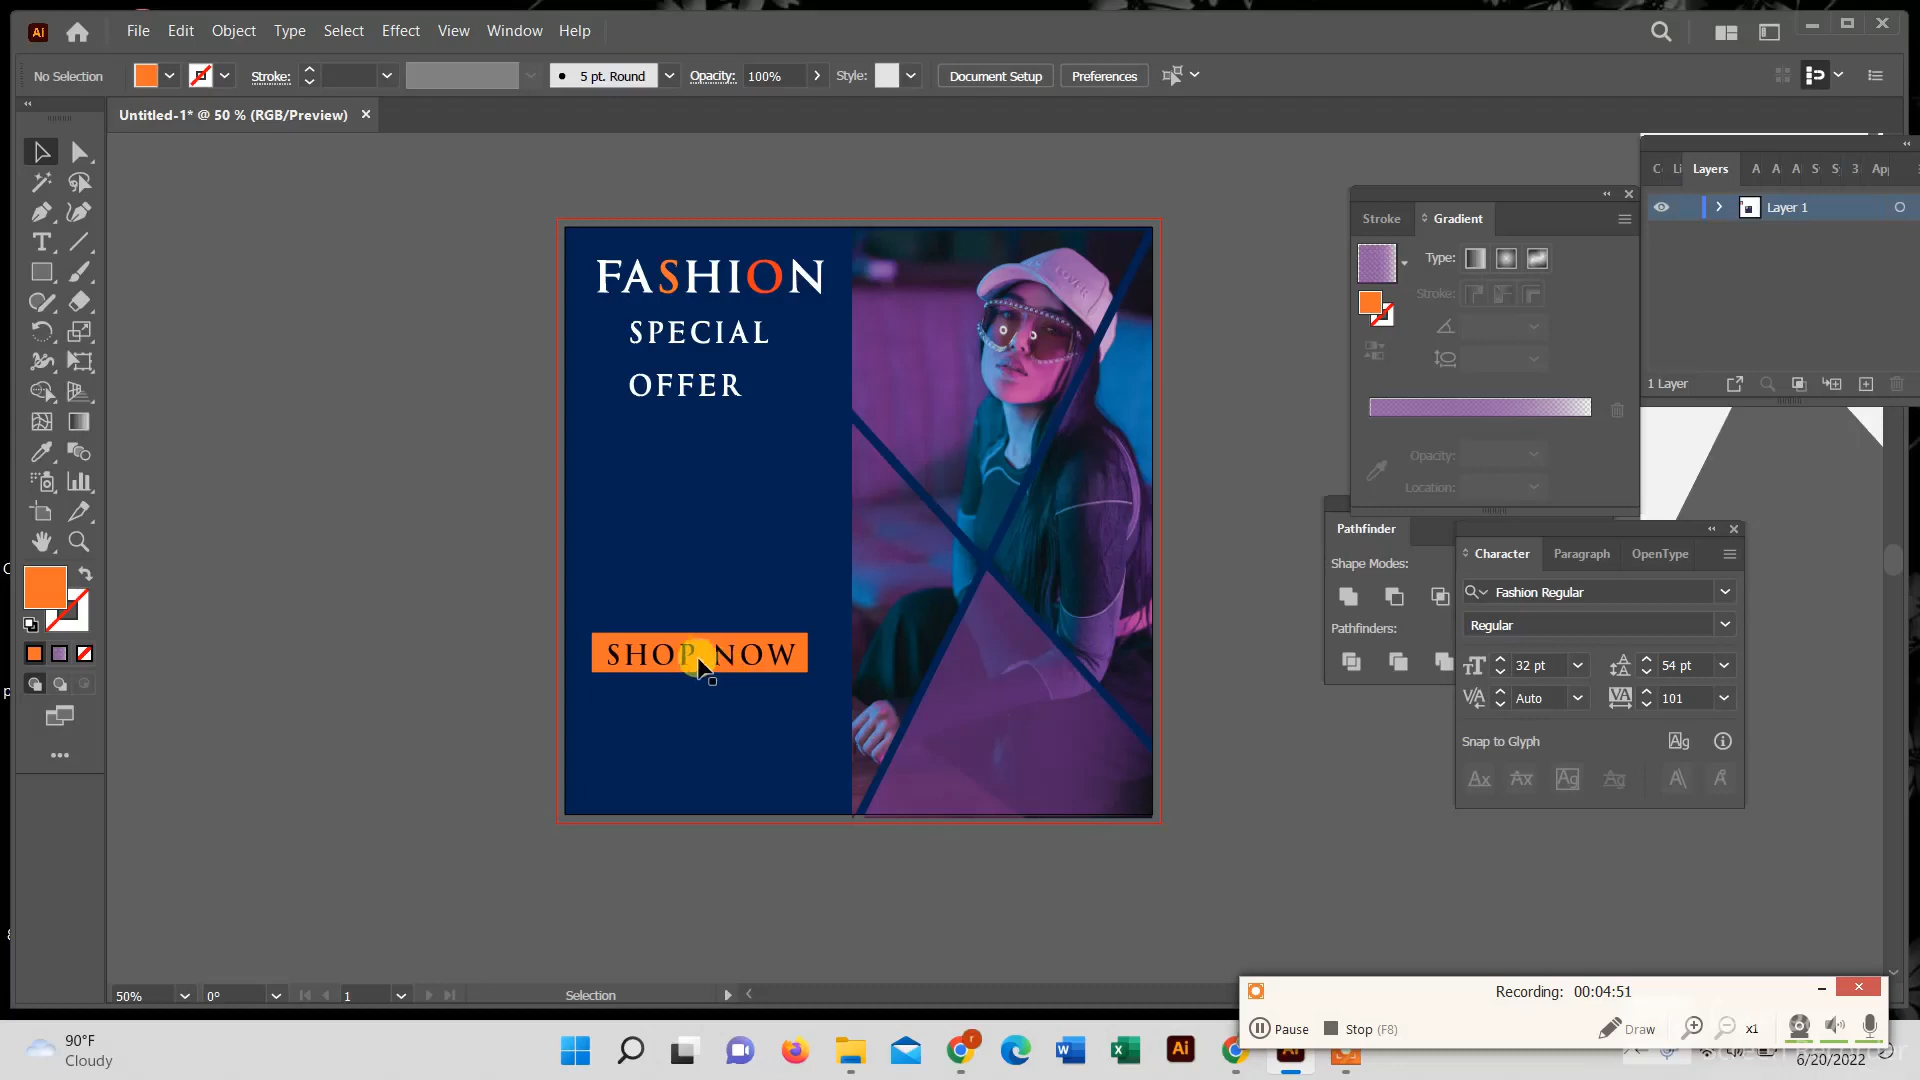 Ai File Edit Object Type Select Effect View Window Help
No Selection Stroke: 5 pt. Round Opacity: 100% Style: Document Setup Preferences
Untitled-1* @ 50 % (RGB/Preview)
Layers
Layer 1
1 Layer
Stroke Gradient
Type:
Stroke:
Opacity:
Location:
FASHION
SPECIAL
OFFER
SHOP NOW
Pathfinder
Shape Modes:
Pathfinders:
Character Paragraph OpenType
Fashion Regular
Regular
32 pt 54 pt
Auto 101
Snap to Glyph
50% 0° 1 Selection
Recording: 00:04:51
Pause Stop (F8) Draw x1
90°F
Cloudy
6/20/2022